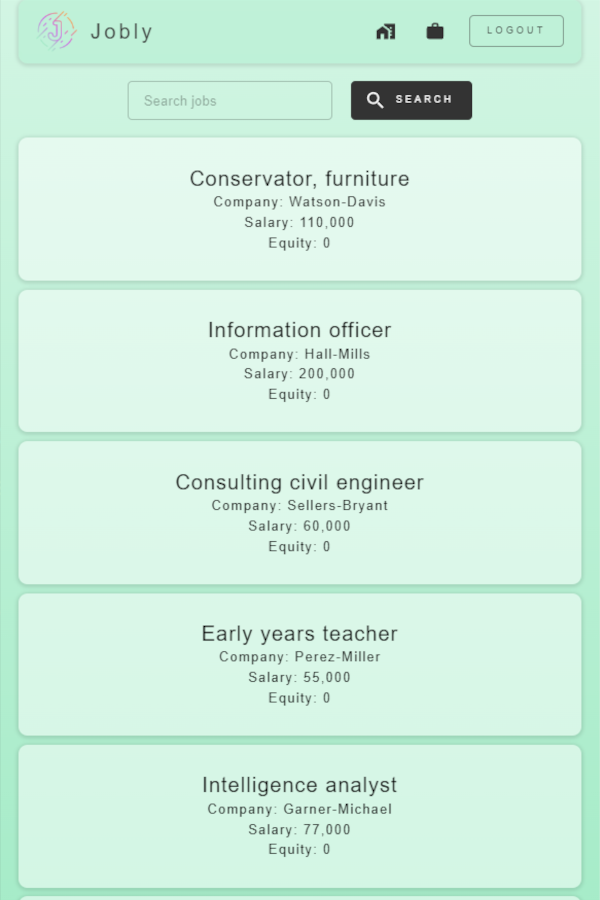 Jobly
LOGOUT
Search jobs
SEARCH
Conservator, furniture
Company: Watson-Davis
Salary: 110,000
Equity: 0
Information officer
Company: Hall-Mills
Salary: 200,000
Equity: 0
Consulting civil engineer
Company: Sellers-Bryant
Salary: 60,000
Equity: 0
Early years teacher
Company: Perez-Miller
Salary: 55,000
Equity: 0
Intelligence analyst
Company: Garner-Michael
Salary: 77,000
Equity: 0